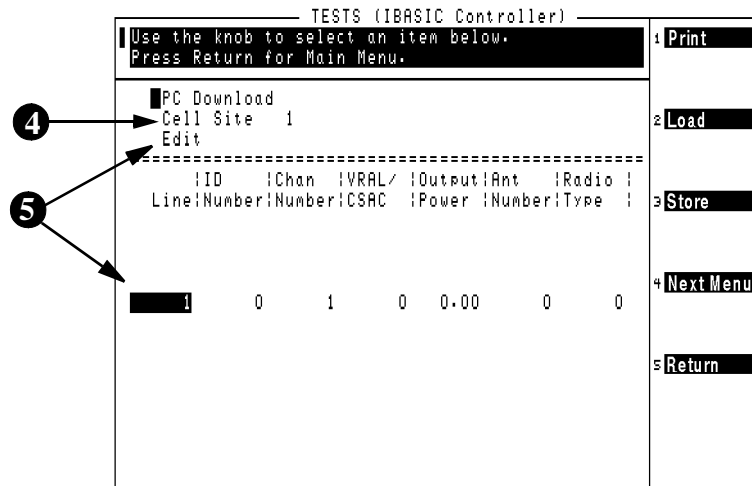 TESTS (IBASIC Controller)
Use the knob to select an item below.
Press Return for Main Menu.
PC Download
4
Cell Site 1
Edit
|ID |Chan |VRAL/ |Output|Ant |Radio |
5
Line|Number|Number|CSAC |Power |Number|Type |
1 0 1 0 0.00 0 0
1 Print
2 Load
3 Store
4 Next Menu
5 Return